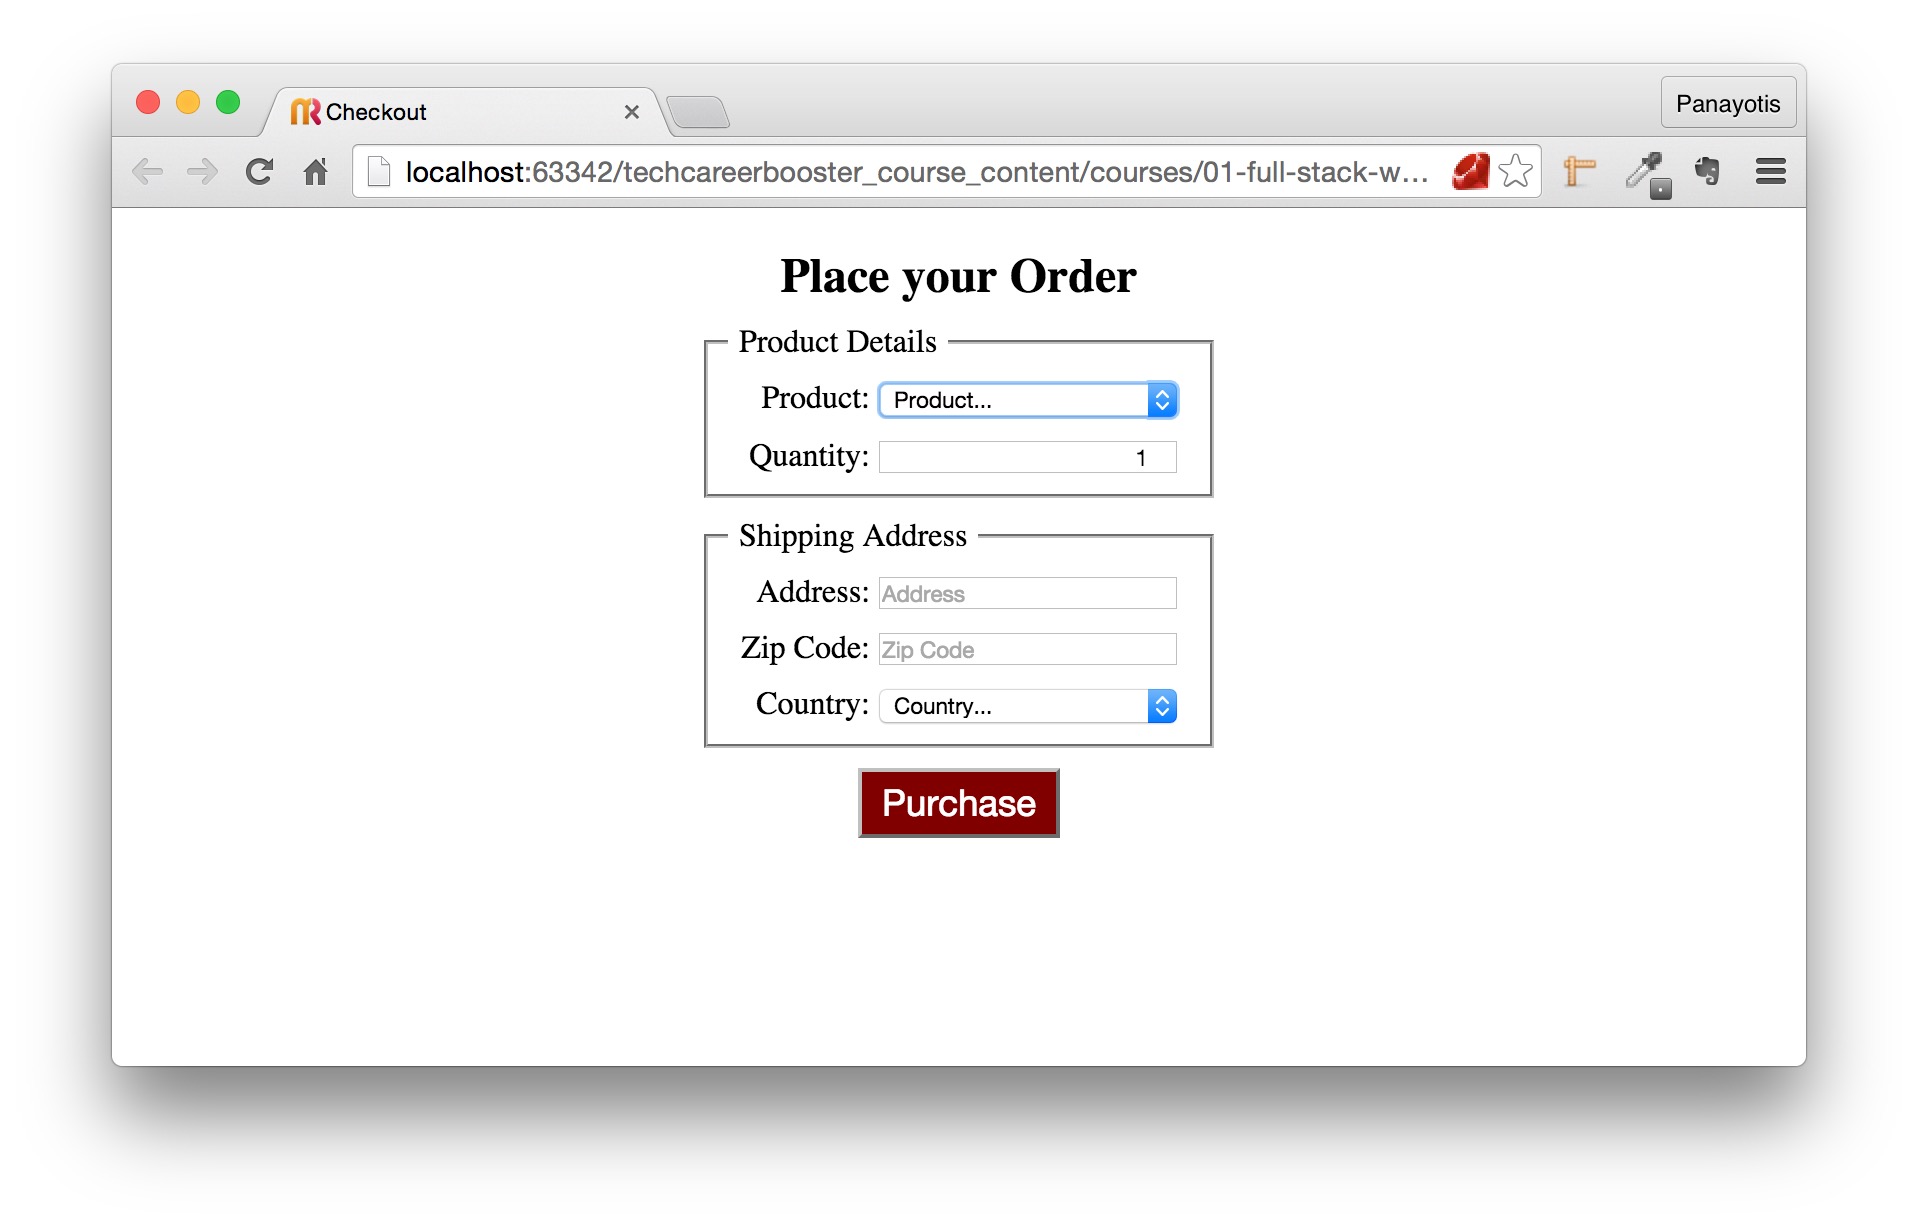 Checkout
Panayotis
localhost:63342/techcareerbooster_course_content/courses/01-full-stack-w...
Place your Order
Product Details
Product: Product...
Quantity: 1
Shipping Address
Address: Address
Zip Code: Zip Code
Country: Country...
Purchase